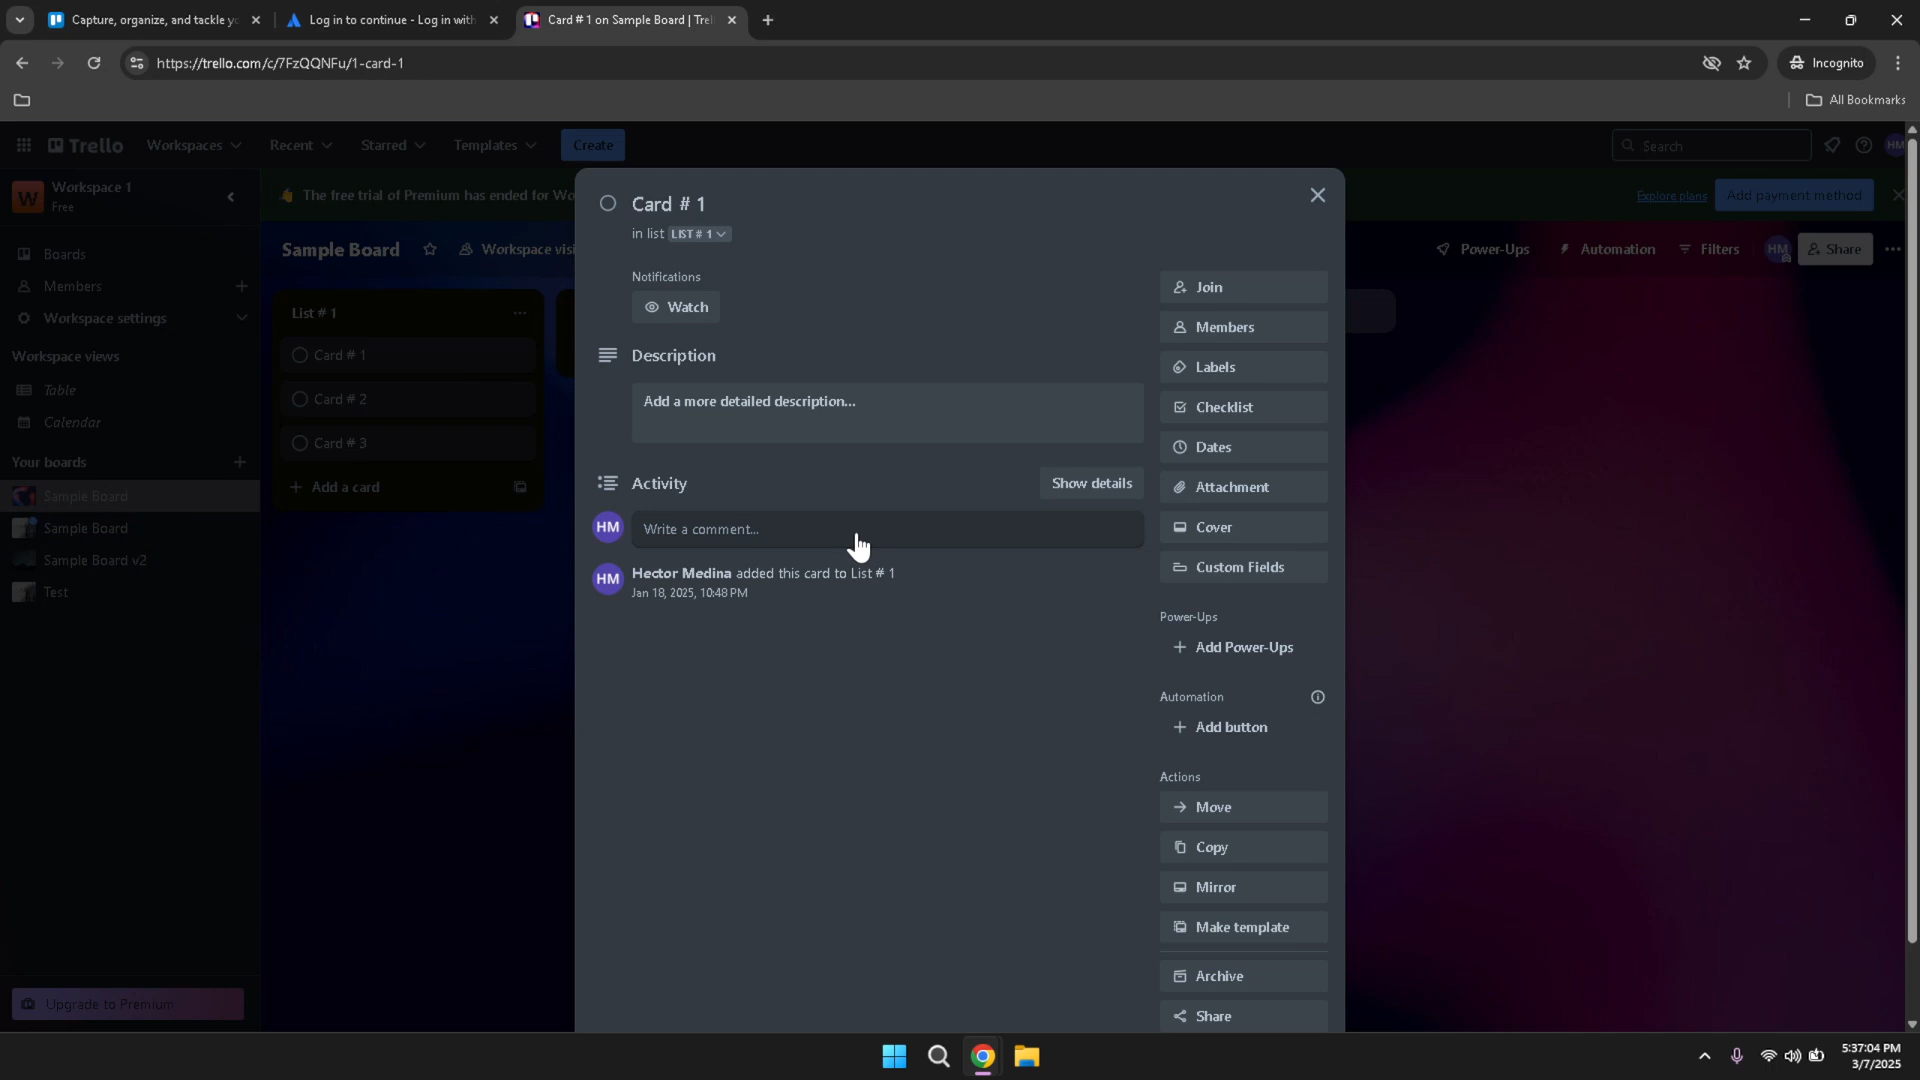 Capture, organize, and tackle yo
Log in to continue - Log in with
Card # 1 on Sample Board | Trel
https://trello.com/c/7FzQQNFu/1-card-1
Incognito
All Bookmarks
Trello
Workspaces
Recent
Starred
Templates
Create
Search
HM
W
Workspace 1
Free
The free trial of Premium has ended for Wo
Explore plans
Add payment method
Boards
Members
Workspace settings
Workspace views
Table
Calendar
Your boards
Sample Board
Sample Board
Sample Board v2
Test
Upgrade to Premium
Sample Board
Workspace visi
Power-Ups
Automation
Filters
HM
Share
List # 1
Card # 1
Card # 2
Card # 3
Add a card
Card # 1
in list LIST # 1
Notifications
Watch
Description
Add a more detailed description...
Activity
Show details
HM
Write a comment...
HM
Hector Medina added this card to List # 1
Jan 18, 2025, 10:48 PM
Join
Members
Labels
Checklist
Dates
Attachment
Cover
Custom Fields
Power-Ups
Add Power-Ups
Automation
Add button
Actions
Move
Copy
Mirror
Make template
Archive
Share
5:37:04 PM
3/7/2025